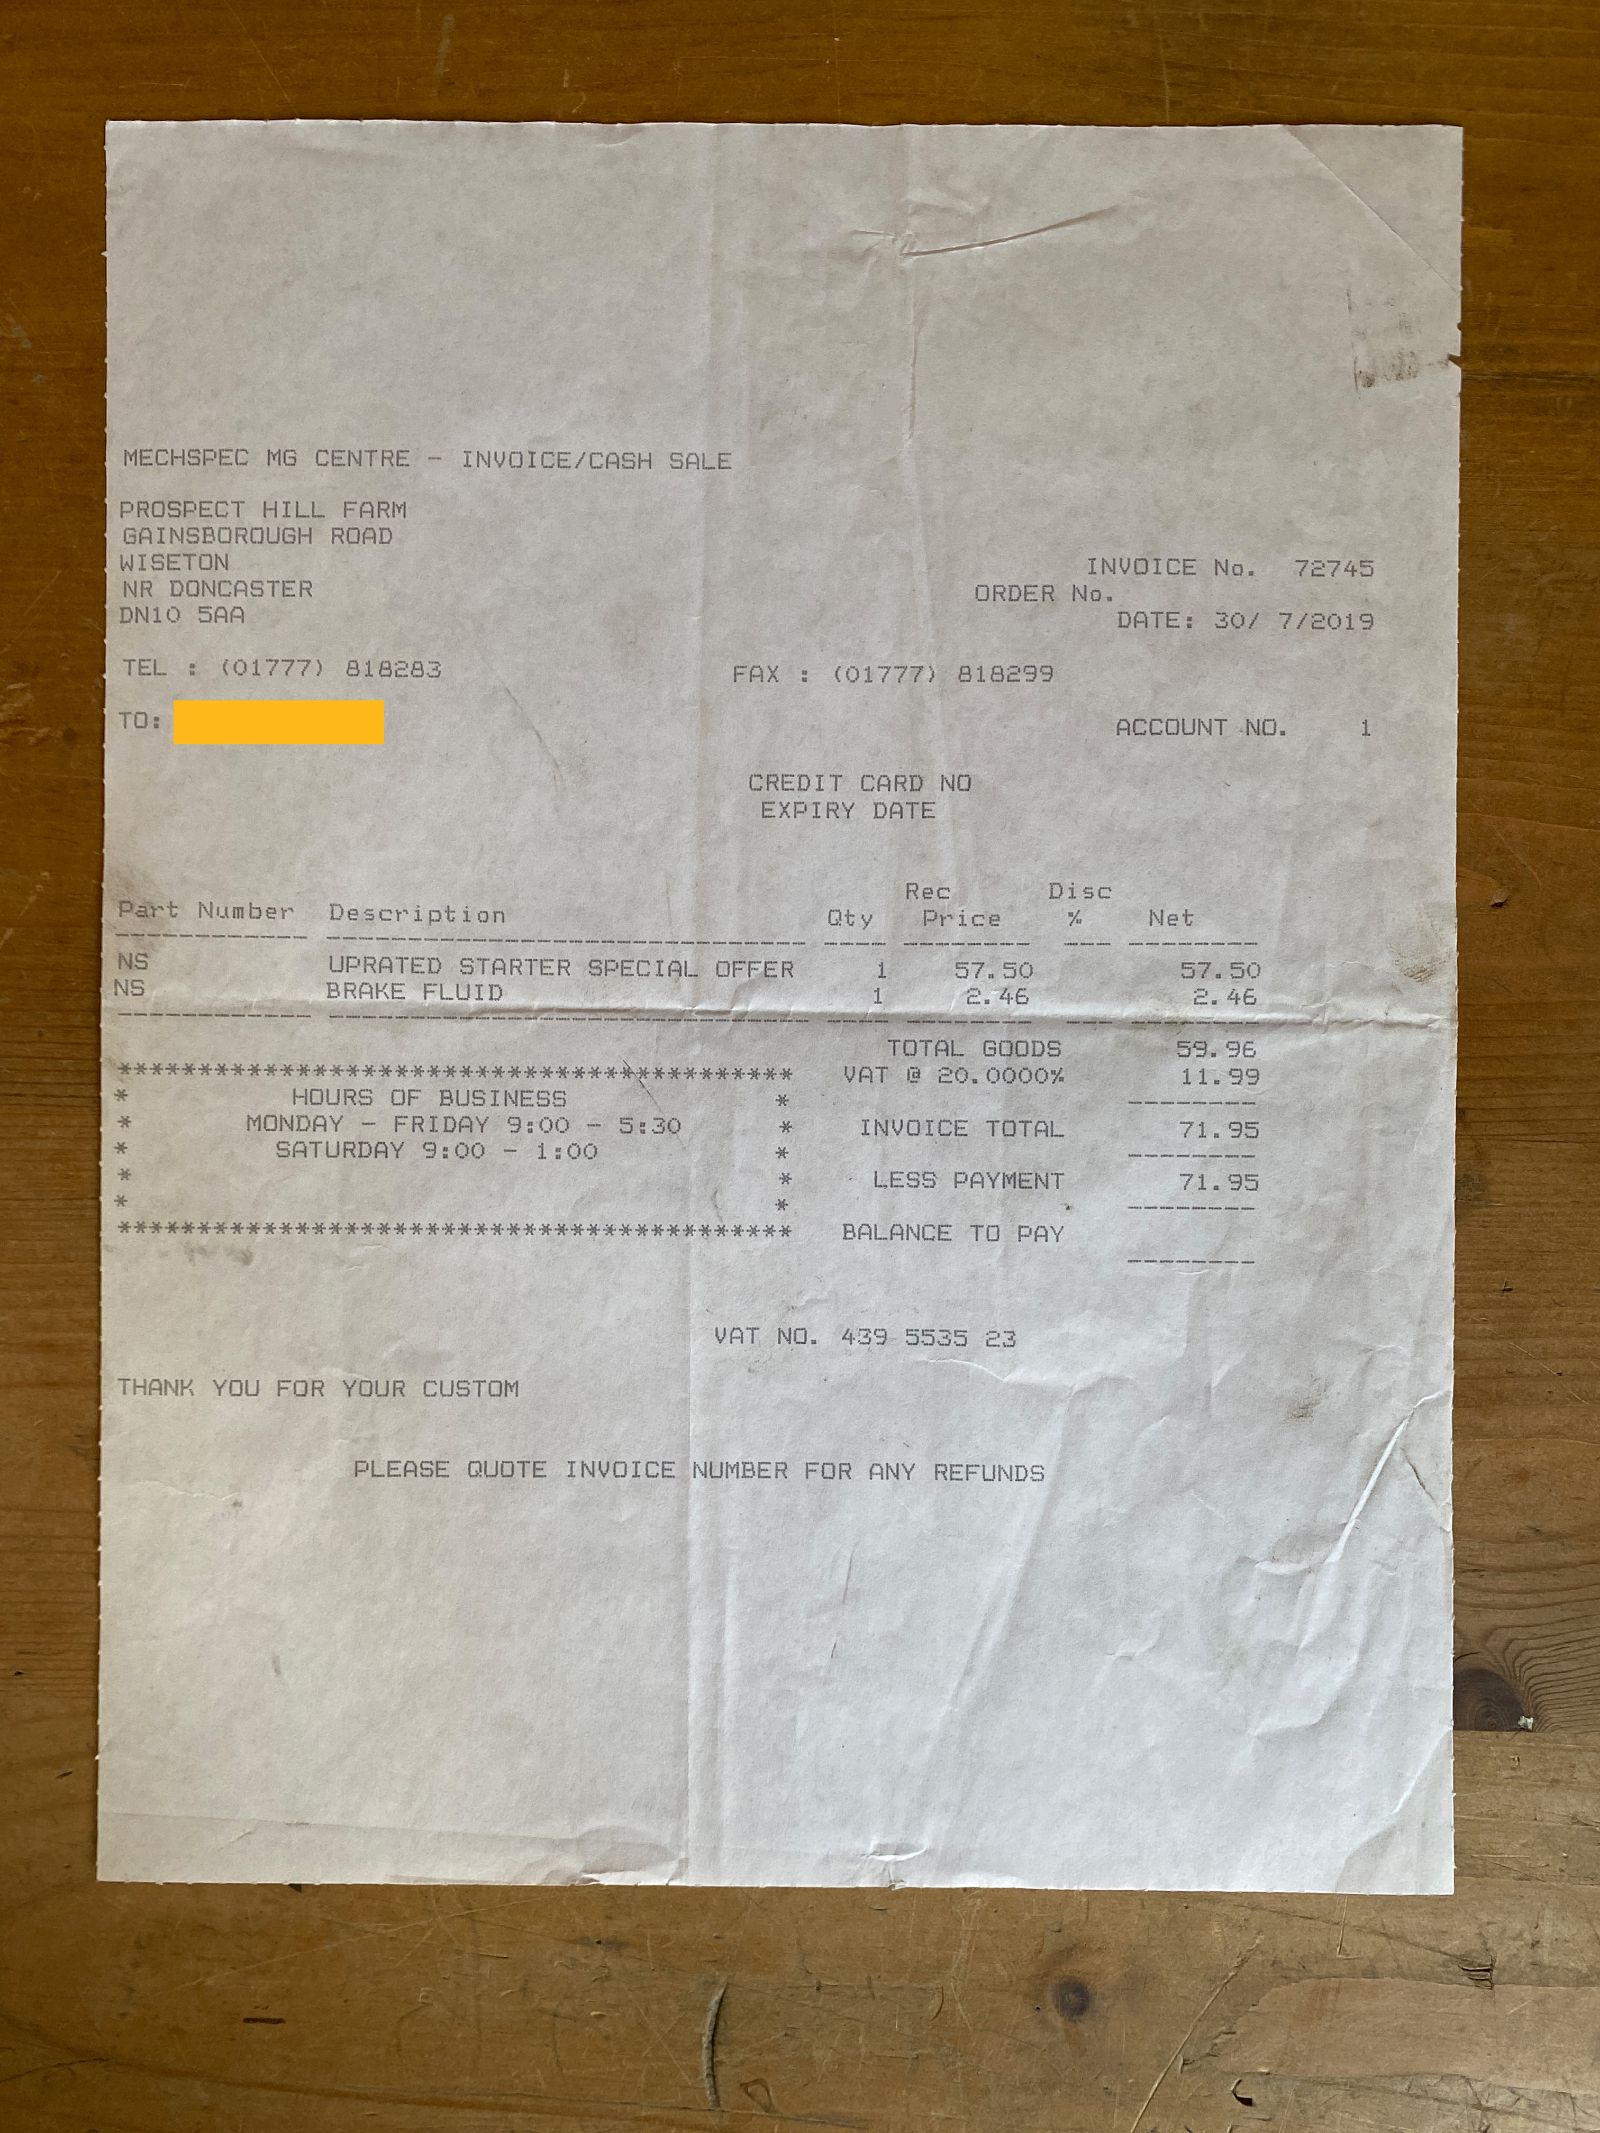 MECHSPEC MG CENTRE - INVOICE/CASH SALE
PROSPECT HILL FARM
GAINSBOROUGH ROAD
WISETON
NR DONCASTER
DN10 5AA
INVOICE No. 72745
ORDER No.
DATE: 30/ 7/2019
TEL : (01777) 818283 FAX : (01777) 818299
TO: ACCOUNT NO. 1
CREDIT CARD NO
EXPIRY DATE
Rec Disc
Part Number Description Qty Price % Net
NS UPRATED STARTER SPECIAL OFFER 1 57.50 57.50
NS BRAKE FLUID 1 2.46 2.46
TOTAL GOODS 59.96
VAT @ 20.0000% 11.99
HOURS OF BUSINESS
MONDAY - FRIDAY 9:00 - 5:30
SATURDAY 9:00 - 1:00
INVOICE TOTAL 71.95
LESS PAYMENT 71.95
BALANCE TO PAY
VAT NO. 439 5535 23
THANK YOU FOR YOUR CUSTOM
PLEASE QUOTE INVOICE NUMBER FOR ANY REFUNDS